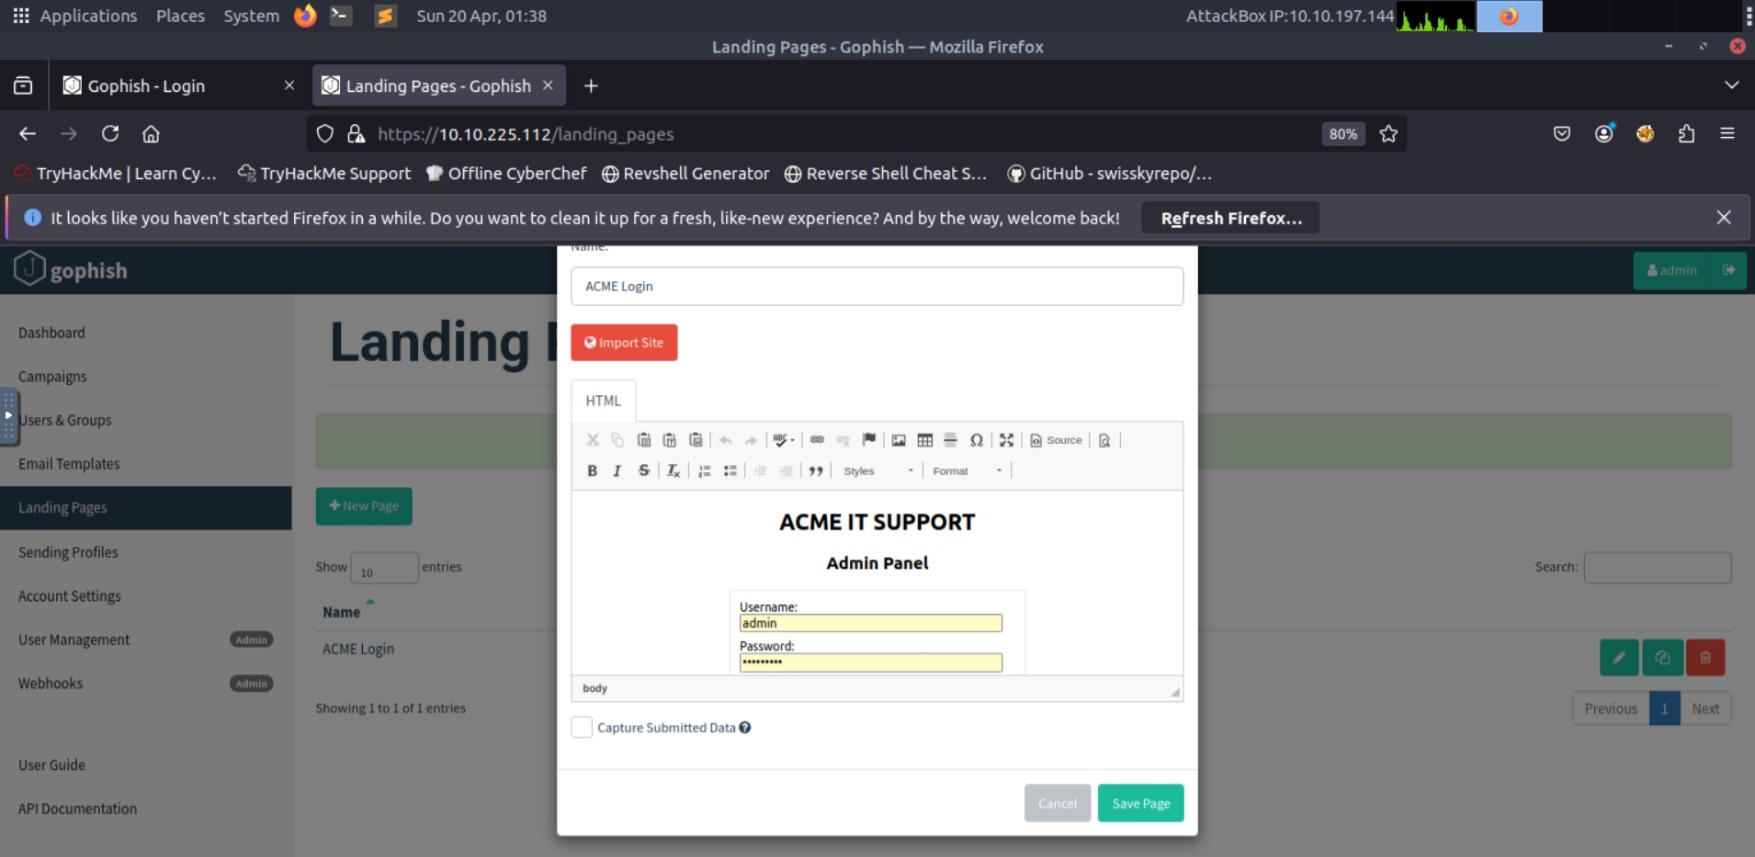 Applications Places System Sun 20 Apr, 01:38 AttackBox IP:10.10.197.144
Landing Pages - Gophish — Mozilla Firefox
Gophish - Login Landing Pages - Gophish
https://10.10.225.112/landing_pages 80%
TryHackMe | Learn Cy... TryHackMe Support Offline CyberChef Revshell Generator Reverse Shell Cheat S... GitHub - swisskyrepo/...
It looks like you haven't started Firefox in a while. Do you want to clean it up for a fresh, like-new experience? And by the way, welcome back! Refresh Firefox...
Name:
gophish admin
ACME Login
Dashboard
Landing P
Import Site
Campaigns
HTML
Users & Groups
Source
Email Templates
Styles Format
Landing Pages
New Page
ACME IT SUPPORT
Sending Profiles
Admin Panel
Show 10 entries Search:
Account Settings
Name
Username:
admin
User Management Admin
Password:
•••••••••
ACME Login
Webhooks Admin
body
Showing 1 to 1 of 1 entries Previous 1 Next
Capture Submitted Data
User Guide
API Documentation
Cancel Save Page